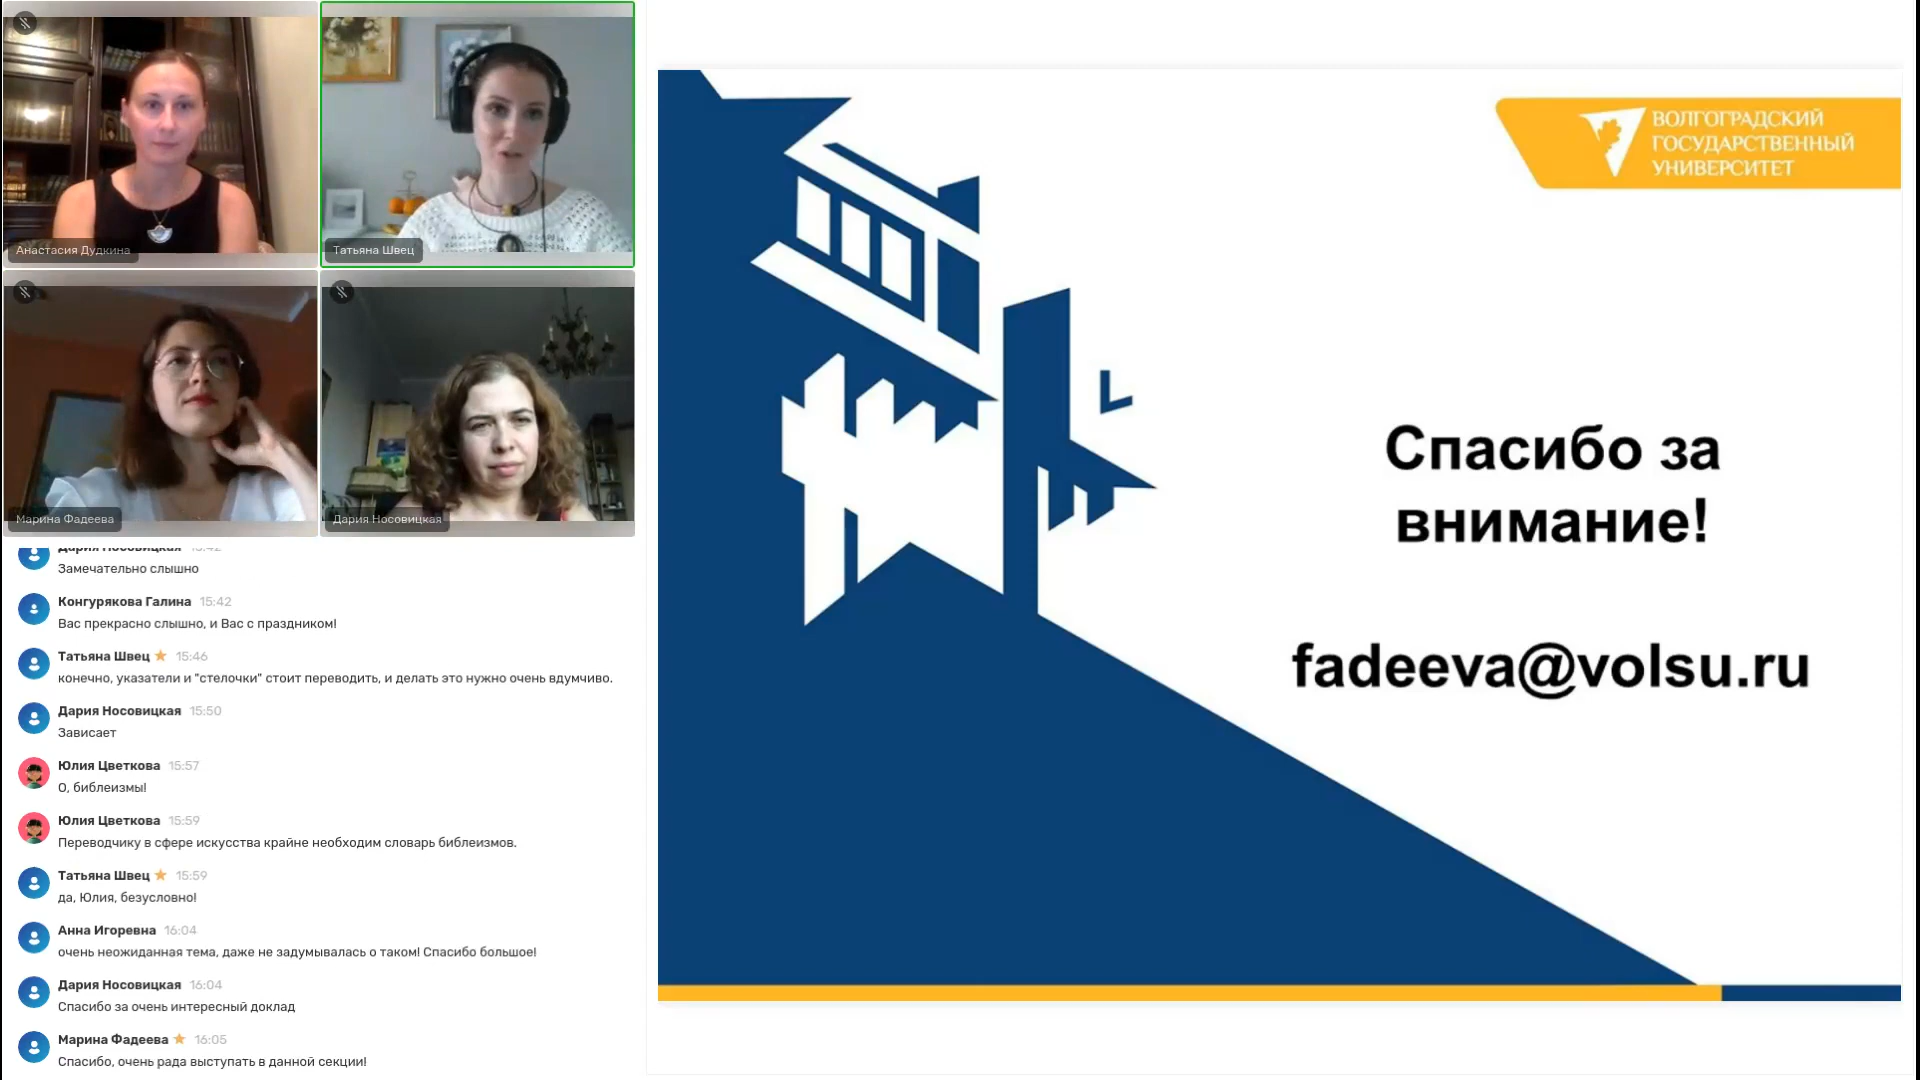 Анастасия Дудкина
Татьяна Швец
Марина Фадеева
Дария Носовицкая
Дария Носовицкая 15:42
Замечательно слышно
Конгурякова Галина 15:42
Вас прекрасно слышно, и Вас с праздником!
Татьяна Швец 15:46
конечно, указатели и "стелочки" стоит переводить, и делать это нужно очень вдумчиво.
Дария Носовицкая 15:50
Зависает
Юлия Цветкова 15:57
О, библеизмы!
Юлия Цветкова 15:59
Переводчику в сфере искусства крайне необходим словарь библеизмов.
Татьяна Швец 15:59
да, Юлия, безусловно!
Анна Игоревна 16:04
очень неожиданная тема, даже не задумывалась о таком! Спасибо большое!
Дария Носовицкая 16:04
Спасибо за очень интересный доклад
Марина Фадеева 16:05
Спасибо, очень рада выступать в данной секции!
ВОЛГОГРАДСКИЙ
ГОСУДАРСТВЕННЫЙ
УНИВЕРСИТЕТ
Спасибо за
внимание!
fadeeva@volsu.ru